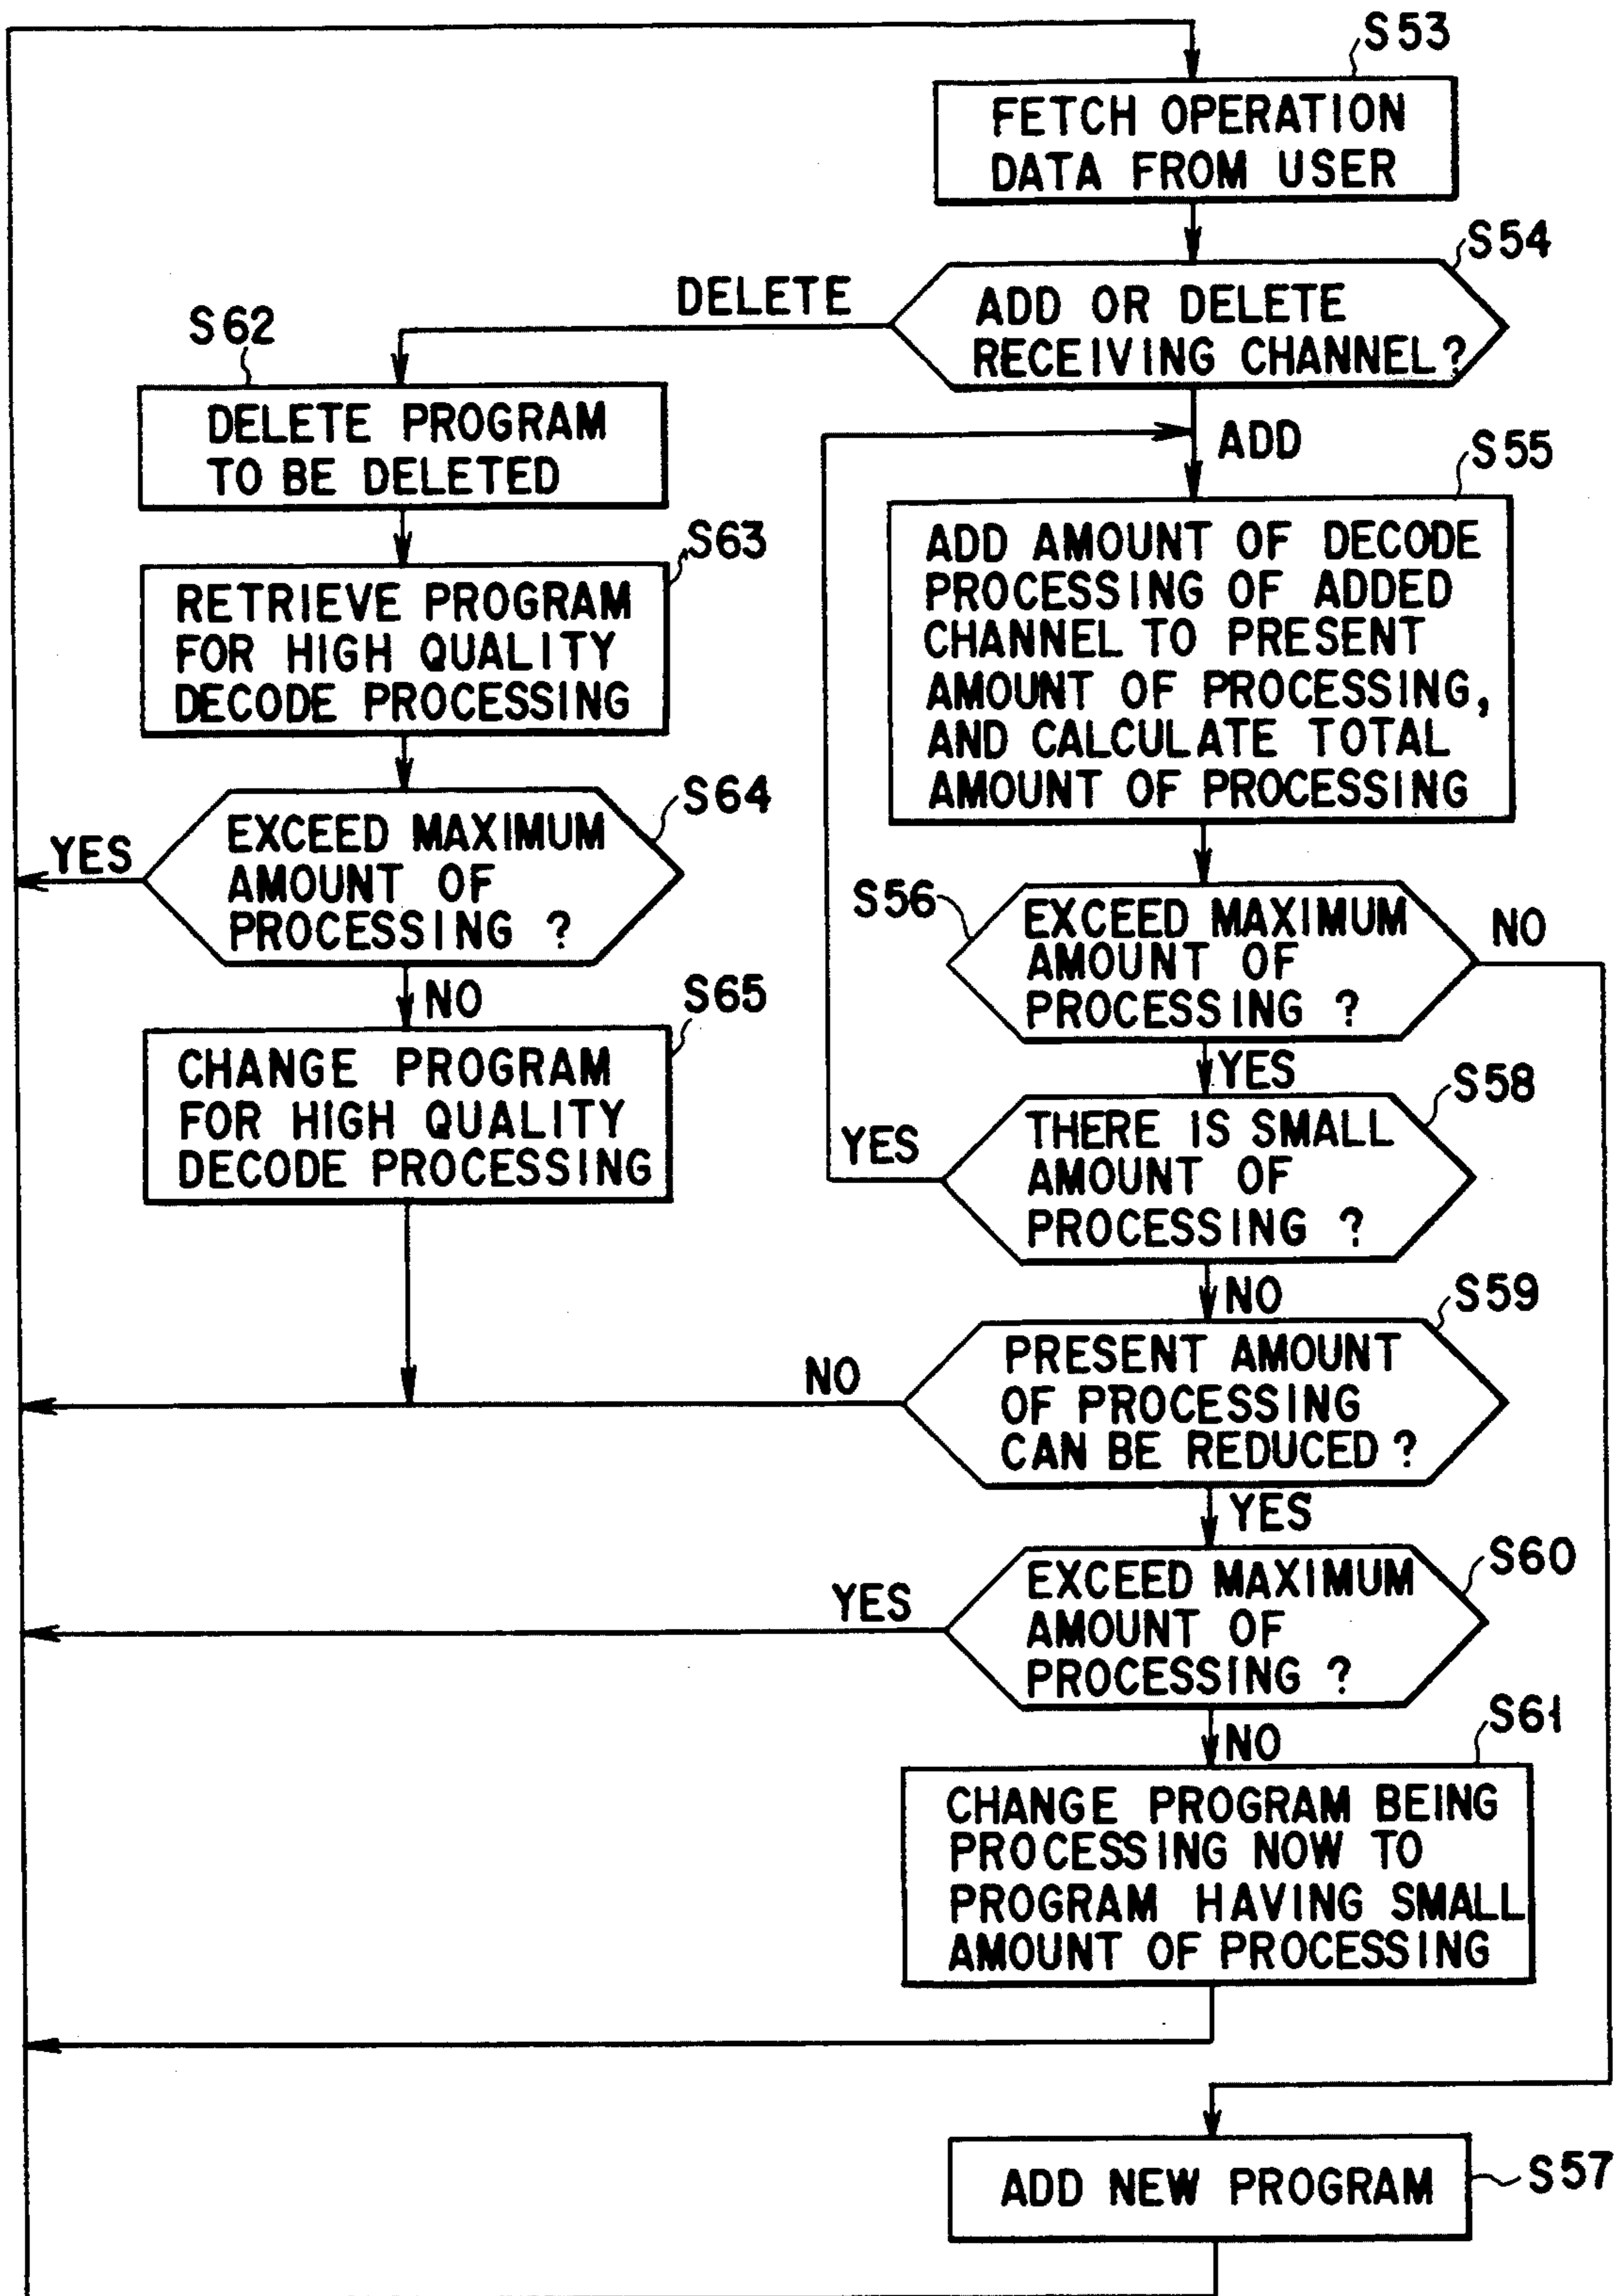 S53
FETCH OPERATION
DATA FROM USER
S54
ADD OR DELETE
RECEIVING CHANNEL?
DELETE
ADD
S62
DELETE PROGRAM
TO BE DELETED
S63
RETRIEVE PROGRAM
FOR HIGH QUALITY
DECODE PROCESSING
S64
EXCEED MAXIMUM
AMOUNT OF
PROCESSING ?
YES
NO
S65
CHANGE PROGRAM
FOR HIGH QUALITY
DECODE PROCESSING
S55
ADD AMOUNT OF DECODE
PROCESSING OF ADDED
CHANNEL TO PRESENT
AMOUNT OF PROCESSING,
AND CALCULATE TOTAL
AMOUNT OF PROCESSING
S56
EXCEED MAXIMUM
AMOUNT OF
PROCESSING ?
NO
YES
S58
THERE IS SMALL
AMOUNT OF
PROCESSING ?
YES
NO
S59
PRESENT AMOUNT
OF PROCESSING
CAN BE REDUCED ?
NO
YES
S60
EXCEED MAXIMUM
AMOUNT OF
PROCESSING ?
YES
NO
S61
CHANGE PROGRAM BEING
PROCESSING NOW TO
PROGRAM HAVING SMALL
AMOUNT OF PROCESSING
ADD NEW PROGRAM
S57